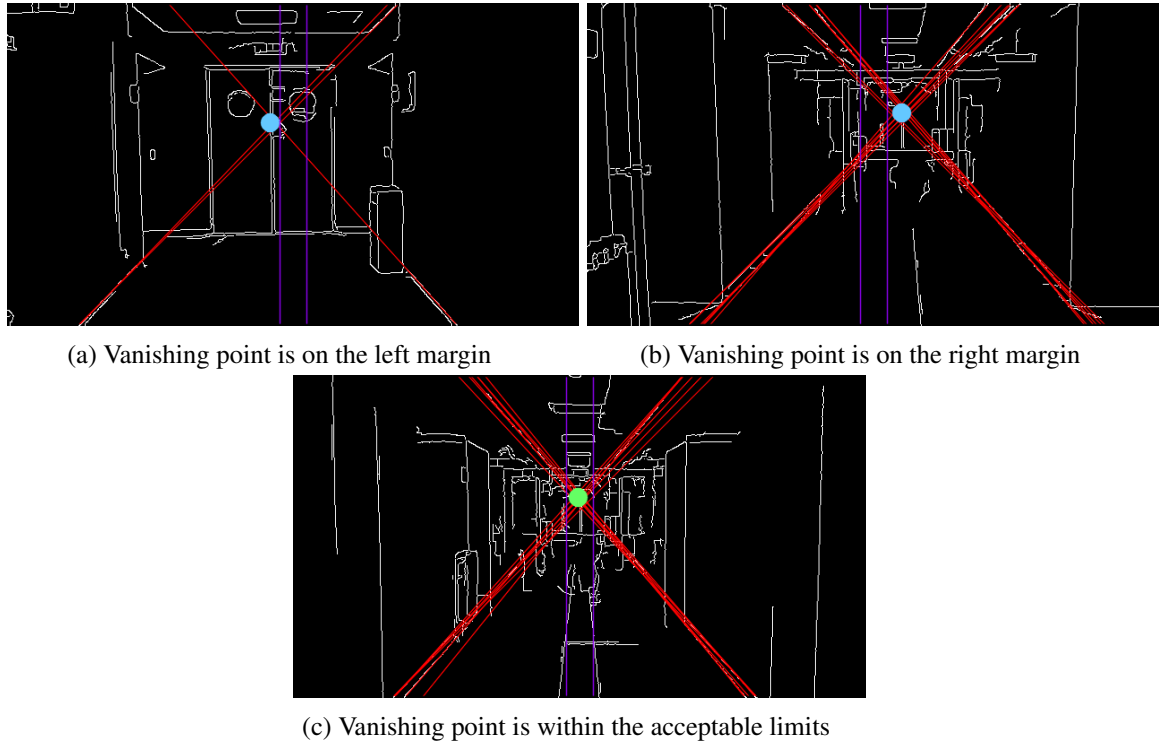 (a) Vanishing point is on the left margin
(b) Vanishing point is on the right margin
(c) Vanishing point is within the acceptable limits